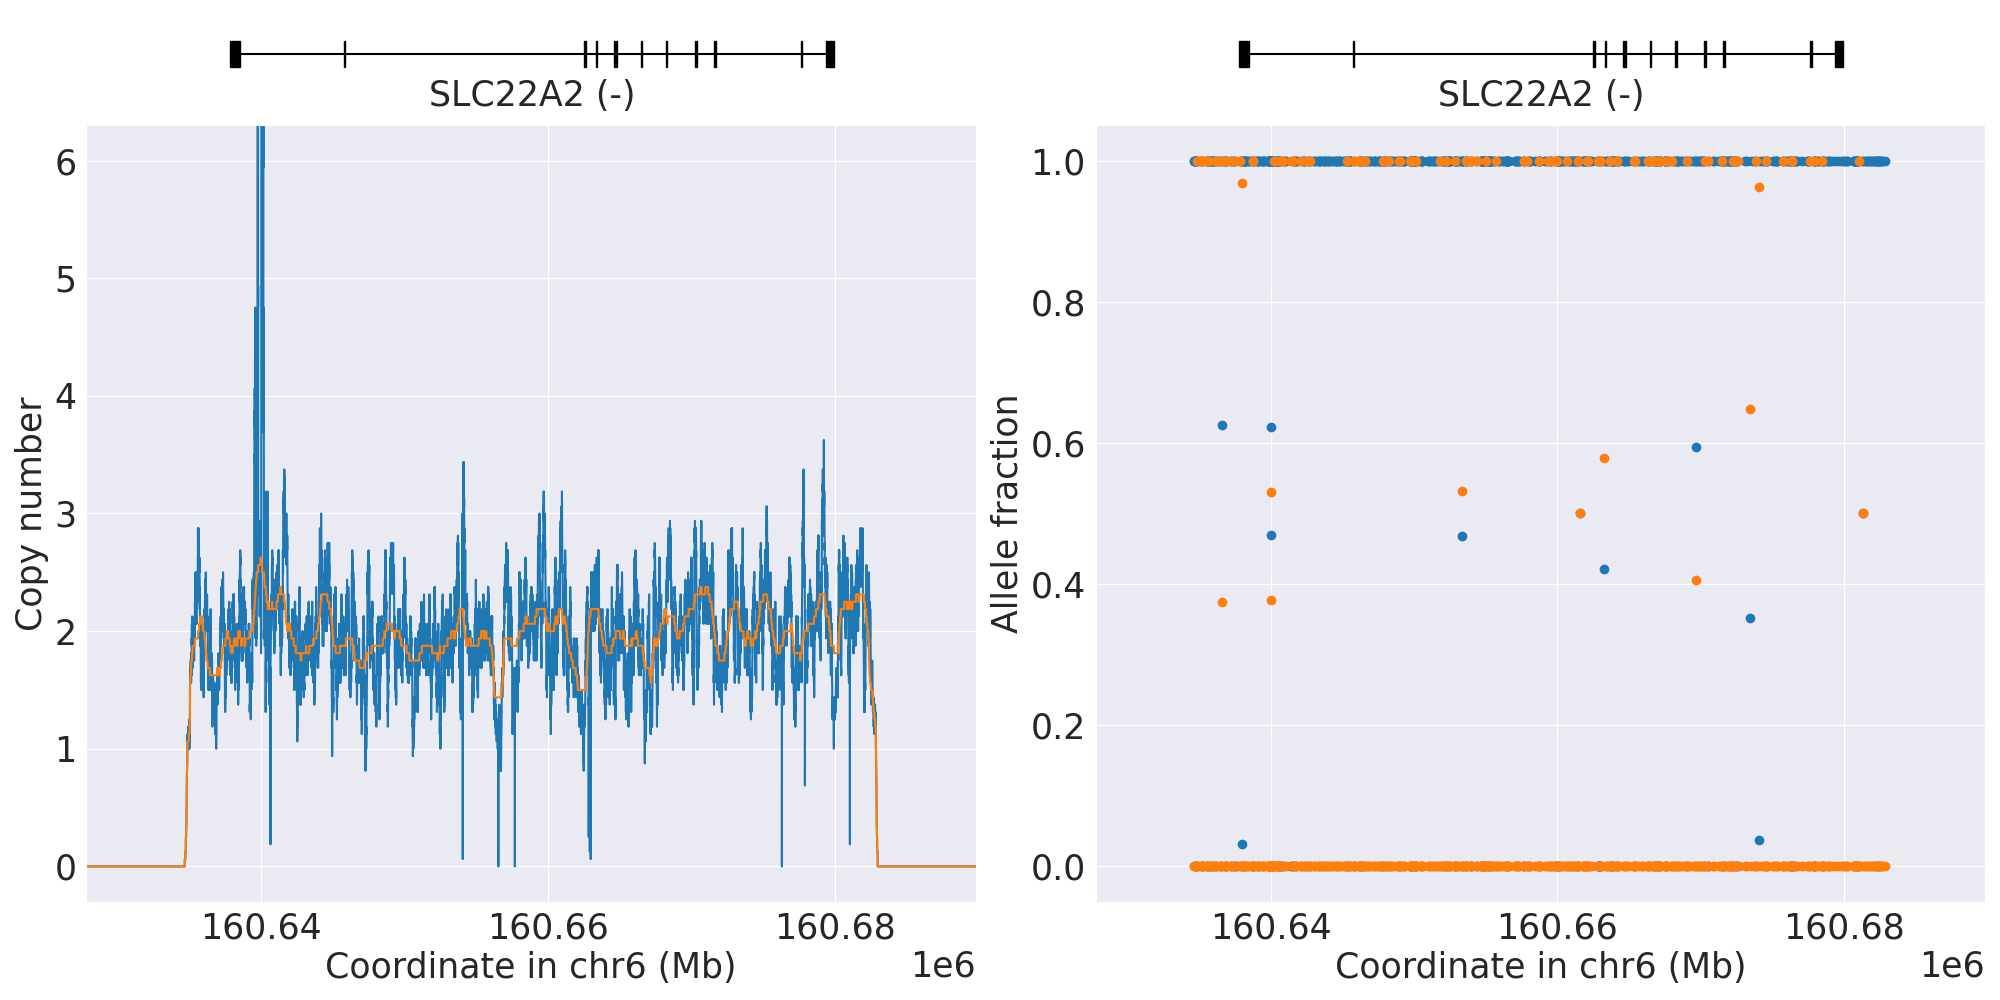 SLC22A2 (-)
6
5
4
3
2
1
0
Copy number
160.64
160.66
160.68
Coordinate in chr6 (Mb)
1e6
SLC22A2 (-)
1.0
0.8
0.6
0.4
0.2
0.0
Allele fraction
160.64
160.66
160.68
Coordinate in chr6 (Mb)
1e6